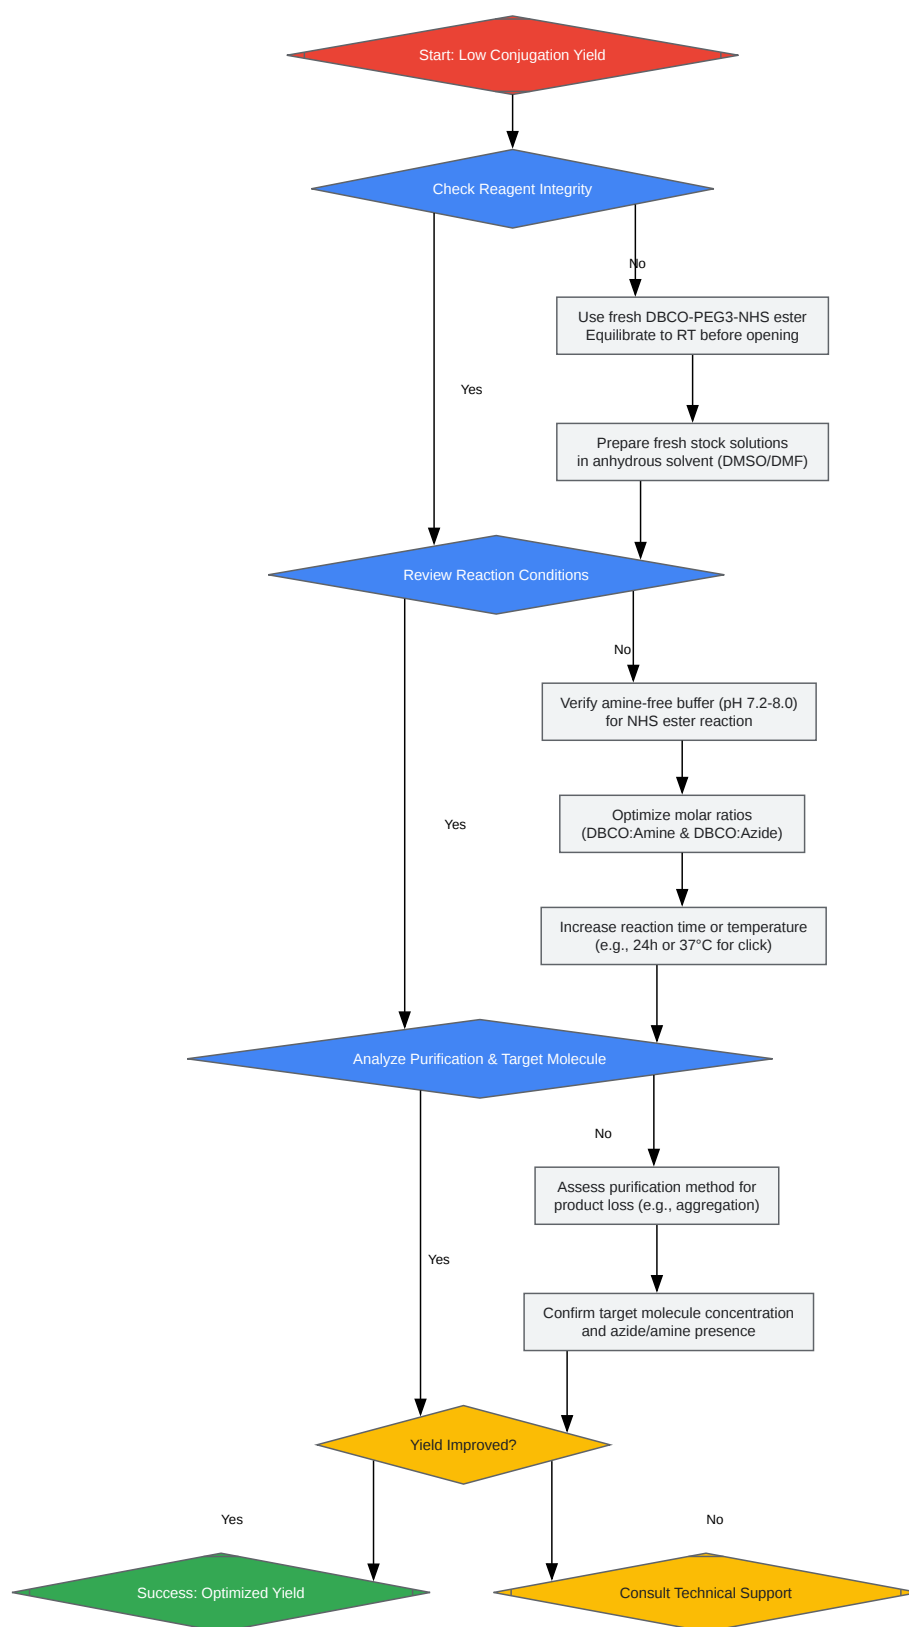 Start: Low Conjugation Yield
Check Reagent Integrity
No
Use fresh DBCO-PEG3-NHS ester
Equilibrate to RT before opening
Yes
Prepare fresh stock solutions
in anhydrous solvent (DMSO/DMF)
Review Reaction Conditions
No
Verify amine-free buffer (pH 7.2-8.0)
for NHS ester reaction
Optimize molar ratios
(DBCO:Amine & DBCO:Azide)
Yes
Increase reaction time or temperature
(e.g., 24h or 37°C for click)
Analyze Purification & Target Molecule
No
Assess purification method for
product loss (e.g., aggregation)
Yes
Confirm target molecule concentration
and azide/amine presence
Yield Improved?
Yes
No
Success: Optimized Yield
Consult Technical Support